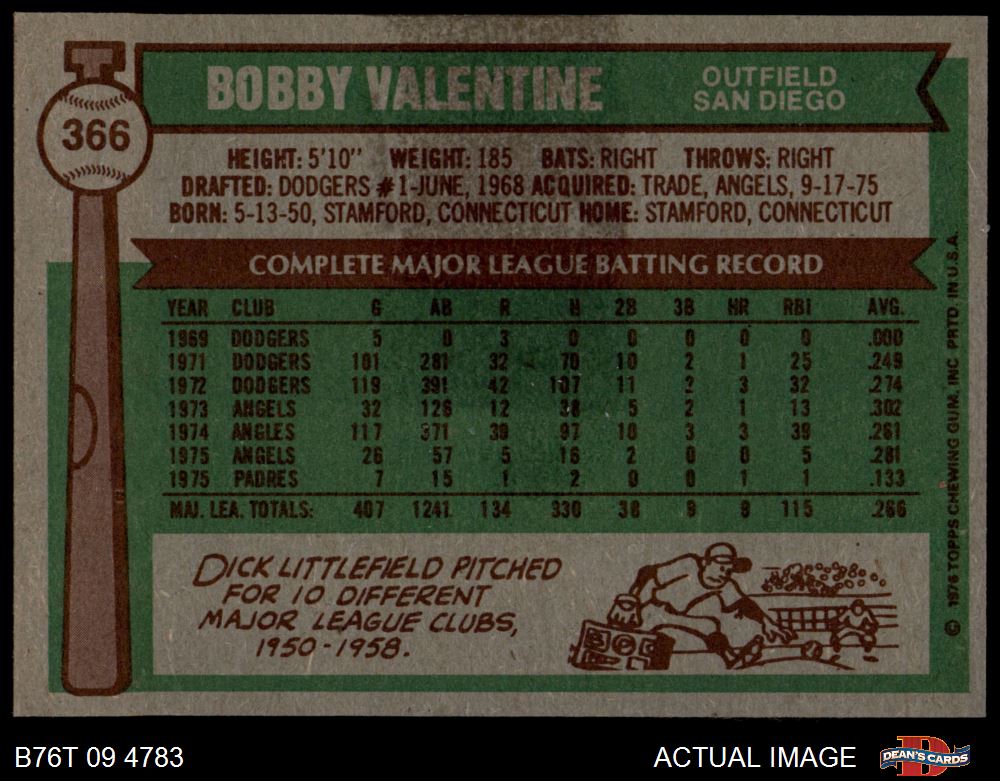 366
BOBBY VALENTINE
OUTFIELD
SAN DIEGO
HEIGHT: 5'10" WEIGHT: 185 BATS: RIGHT THROWS: RIGHT
DRAFTED: DODGERS #1-JUNE, 1968 ACQUIRED: TRADE, ANGELS, 9-17-75
BORN: 5-13-50, STAMFORD, CONNECTICUT HOME: STAMFORD, CONNECTICUT
COMPLETE MAJOR LEAGUE BATTING RECORD
YEAR CLUB G AB R H 2B 3B HR RBI AVG.
1969 DODGERS 5 0 3 0 0 0 0 0 .000
1971 DODGERS 101 281 32 70 10 2 1 25 .249
1972 DODGERS 119 391 42 107 11 2 3 32 .274
1973 ANGELS 32 126 12 38 5 2 1 13 .302
1974 ANGLES 117 371 39 97 10 3 3 39 .261
1975 ANGELS 26 57 5 16 2 0 0 5 .281
1975 PADRES 7 15 1 2 0 0 1 1 .133
MAJ. LEA. TOTALS: 407 1241 134 330 38 9 9 115 .266
DICK LITTLEFIELD PITCHED
FOR 10 DIFFERENT
MAJOR LEAGUE CLUBS,
1950-1958.
© 1976 TOPPS CHEWING GUM, INC PRTD. IN U.S.A.
B76T 09 4783
ACTUAL IMAGE
DEAN'S CARDS